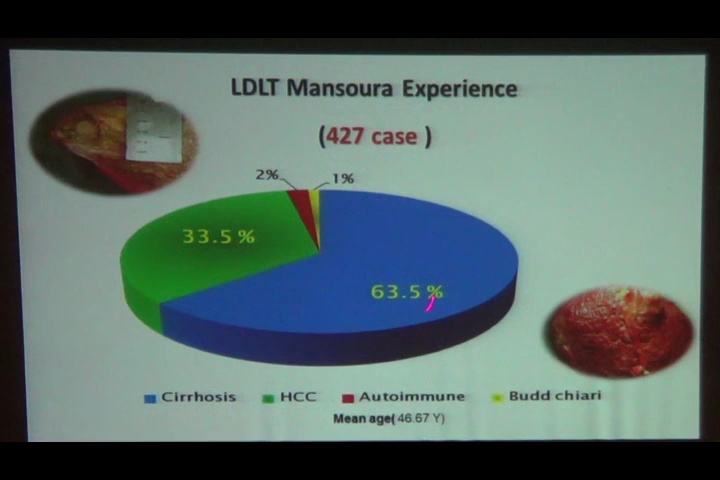 LDLT Mansoura Experience
(427 case )
2%
1%
33.5%
63.5%
Cirrhosis
HCC
Autoimmune
Budd chiari
Mean age( 46.67 Y)